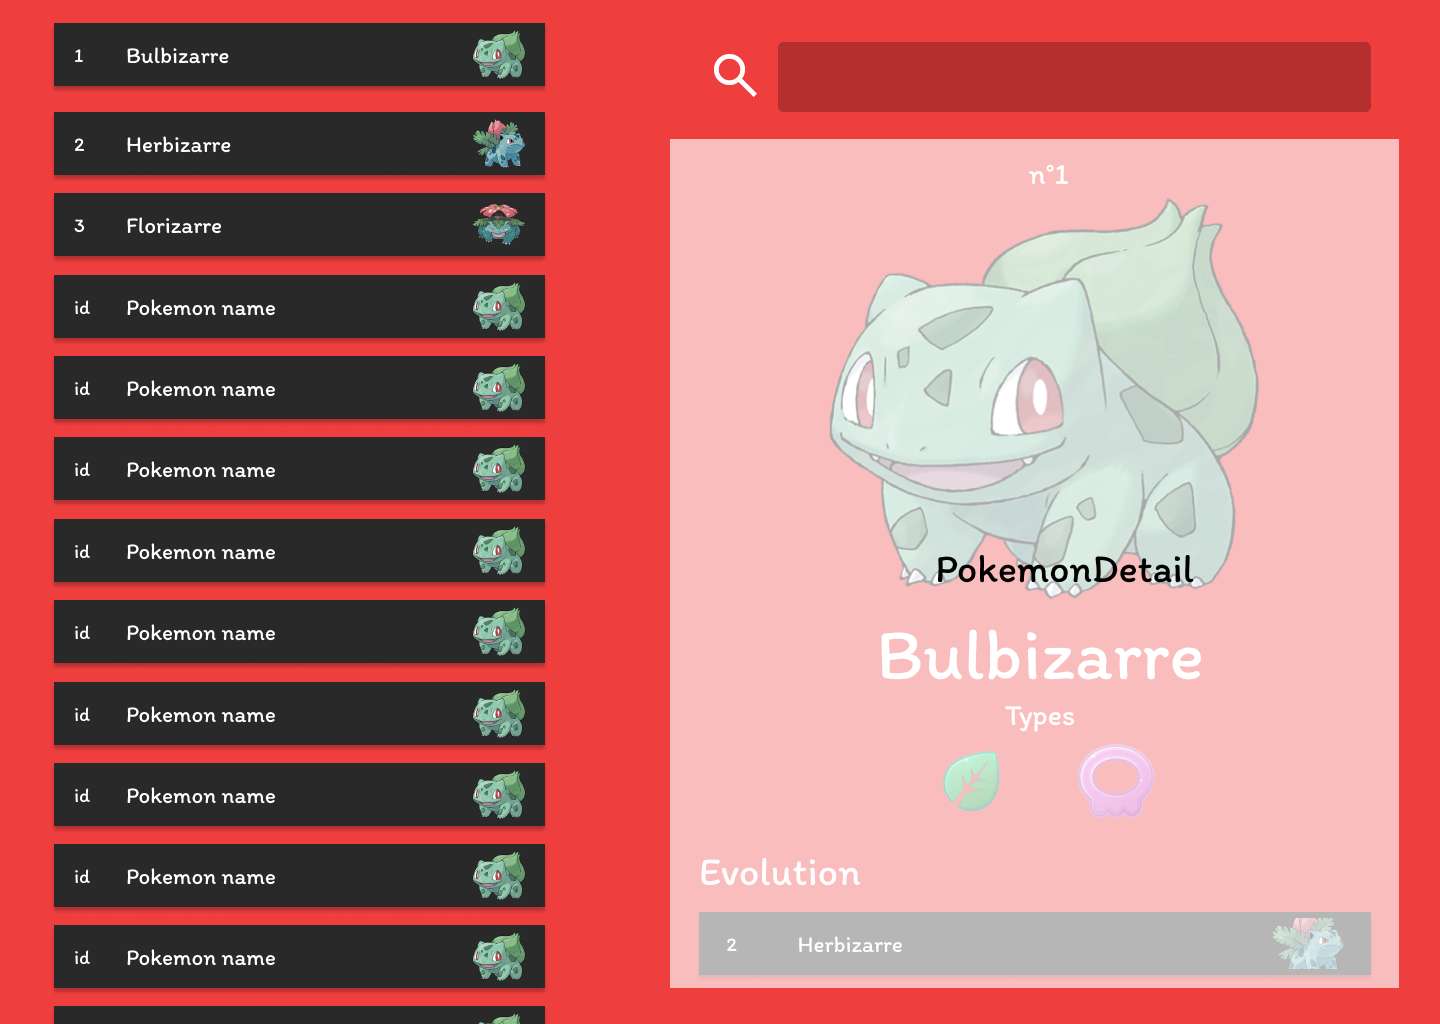 1 Bulbizarre
2 Herbizarre
3 Florizarre
id Pokemon name
id Pokemon name
id Pokemon name
id Pokemon name
id Pokemon name
id Pokemon name
id Pokemon name
id Pokemon name
id Pokemon name
n°1
PokemonDetail
Bulbizarre
Types
Evolution
2 Herbizarre